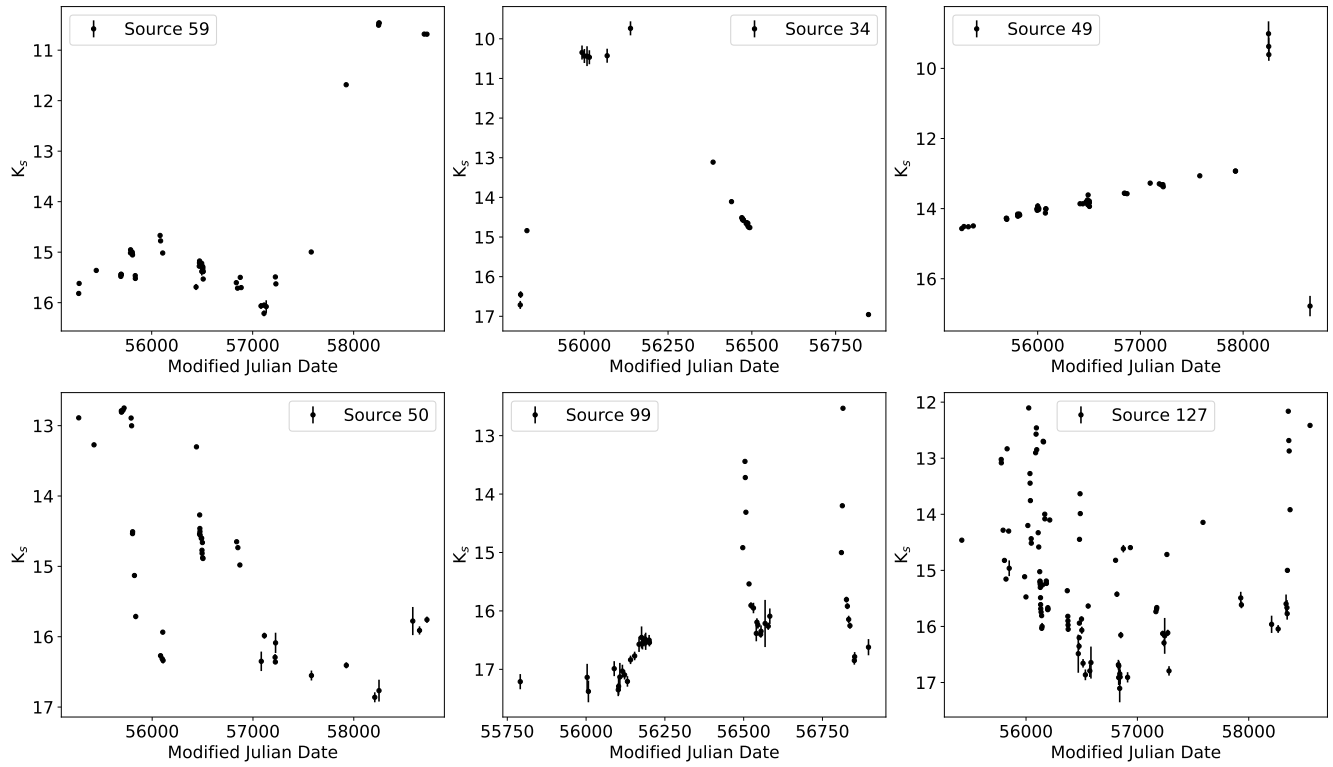 Source 59
11
12
13
14
15
16
K_s
56000 57000 58000
Modified Julian Date
Source 34
10
11
12
13
14
15
16
17
K_s
56000 56250 56500 56750
Modified Julian Date
Source 49
10
12
14
16
K_s
56000 57000 58000
Modified Julian Date
Source 50
13
14
15
16
17
K_s
56000 57000 58000
Modified Julian Date
Source 99
13
14
15
16
17
K_s
55750 56000 56250 56500 56750
Modified Julian Date
Source 127
12
13
14
15
16
17
K_s
56000 57000 58000
Modified Julian Date